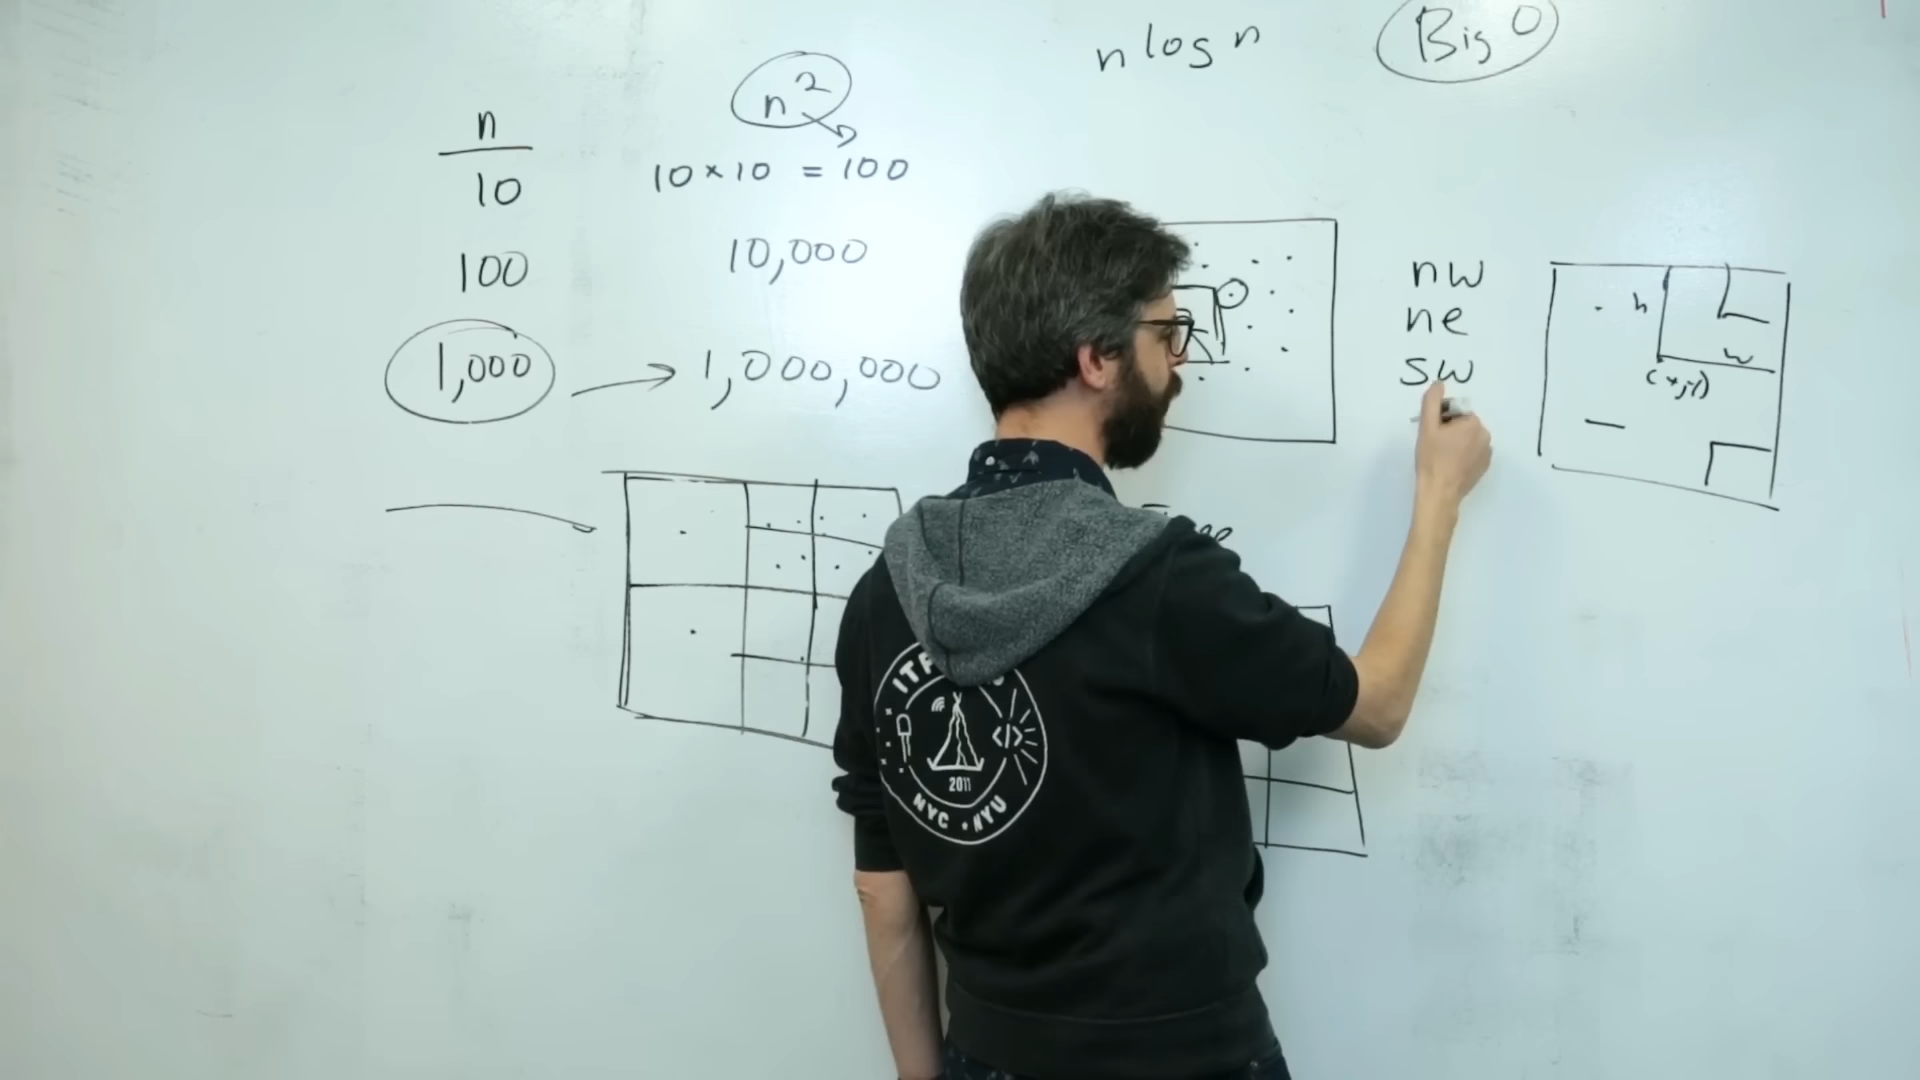 n log n
Big O
n
n²
10
10 × 10 = 100
100
10,000
1,000
1,000,000
nw
ne
sw
h
w
(x,y)
ITP
2011
NYC • NYU